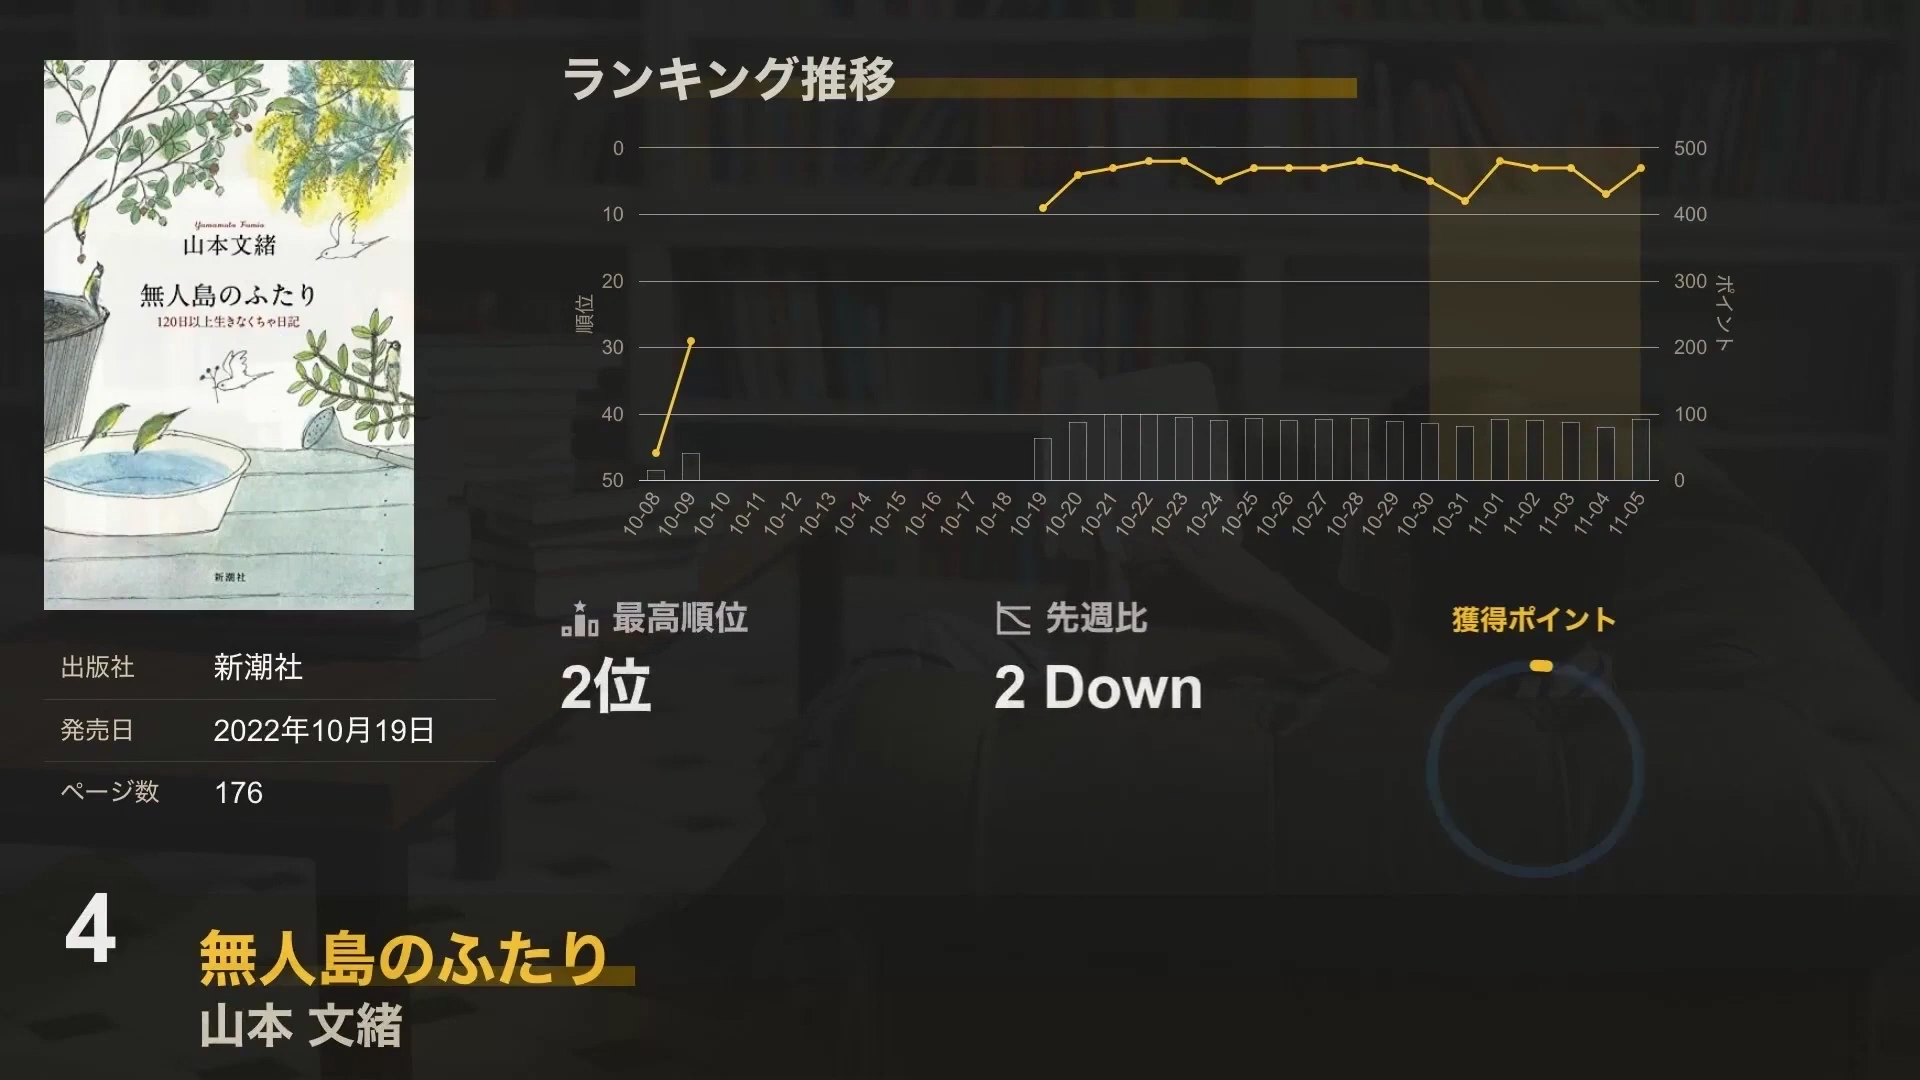 ランキング推移
Yamamoto Fumio
山本文緒
無人島のふたり
120日以上生きなくちゃ日記
新潮社
0
10
20
30
40
50
順位
500
400
300
200
100
0
ポイント
10-08 10-09 10-10 10-11 10-12 10-13 10-14 10-15 10-16 10-17 10-18 10-19 10-20 10-21 10-22 10-23 10-24 10-25 10-26 10-27 10-28 10-29 10-30 10-31 11-01 11-02 11-03 11-04 11-05
出版社 新潮社
発売日 2022年10月19日
ページ数 176
最高順位
2位
先週比
2 Down
獲得ポイント
4
無人島のふたり
山本 文緒